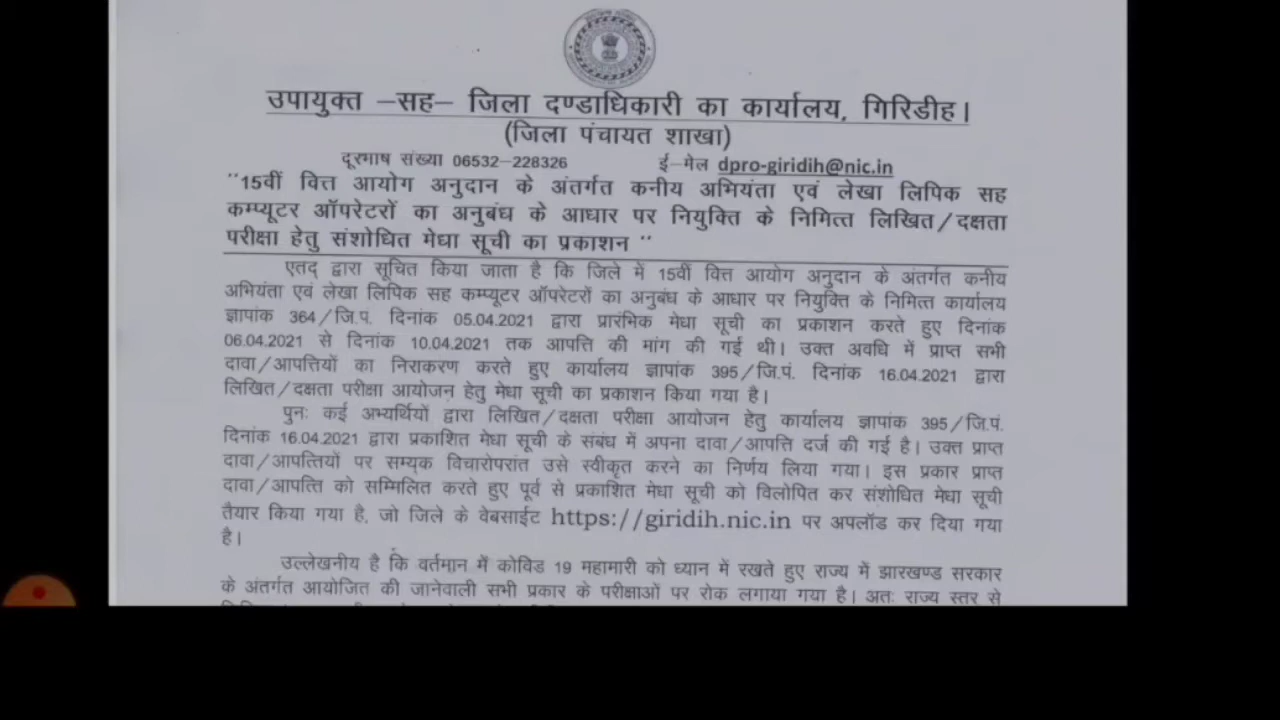 उपायुक्त –सह– जिला दण्डाधिकारी का कार्यालय, गिरिडीह।
(जिला पंचायत शाखा)
दूरभाष संख्या 06532–228326 ई–मेल dpro-giridih@nic.in
"15वीं वित्त आयोग अनुदान के अंतर्गत कनीय अभियंता एवं लेखा लिपिक सह
कम्प्यूटर ऑपरेटरों का अनुबंध के आधार पर नियुक्ति के निमित्त लिखित/दक्षता
परीक्षा हेतु संशोधित मेधा सूची का प्रकाशन "
एतद् द्वारा सूचित किया जाता है कि जिले में 15वीं वित्त आयोग अनुदान के अंतर्गत कनीय
अभियंता एवं लेखा लिपिक सह कम्प्यूटर ऑपरेटरों का अनुबंध के आधार पर नियुक्ति के निमित्त कार्यालय
ज्ञापांक 364/जि.पं. दिनांक 05.04.2021 द्वारा प्रारंभिक मेधा सूची का प्रकाशन करते हुए दिनांक
06.04.2021 से दिनांक 10.04.2021 तक आपत्ति की मांग की गई थी। उक्त अवधि में प्राप्त सभी
दावा/आपत्तियों का निराकरण करते हुए कार्यालय ज्ञापांक 395/जि.पं. दिनांक 16.04.2021 द्वारा
लिखित/दक्षता परीक्षा आयोजन हेतु मेधा सूची का प्रकाशन किया गया है।
पुनः कई अभ्यर्थियों द्वारा लिखित/दक्षता परीक्षा आयोजन हेतु कार्यालय ज्ञापांक 395/जि.पं.
दिनांक 16.04.2021 द्वारा प्रकाशित मेधा सूची के संबंध में अपना दावा/आपत्ति दर्ज की गई है। उक्त प्राप्त
दावा/आपत्तियों पर सम्यक विचारोपरांत उसे स्वीकृत करने का निर्णय लिया गया। इस प्रकार प्राप्त
दावा/आपत्ति को सम्मिलित करते हुए पूर्व से प्रकाशित मेधा सूची को विलोपित कर संशोधित मेधा सूची
तैयार किया गया है, जो जिले के वेबसाईट https://giridih.nic.in पर अपलॉड कर दिया गया
है।
उल्लेखनीय है कि वर्तमान में कोविड 19 महामारी को ध्यान में रखते हुए राज्य में झारखण्ड सरकार
के अंतर्गत आयोजित की जानेवाली सभी प्रकार के परीक्षाओं पर रोक लगाया गया है। अतः राज्य स्तर से